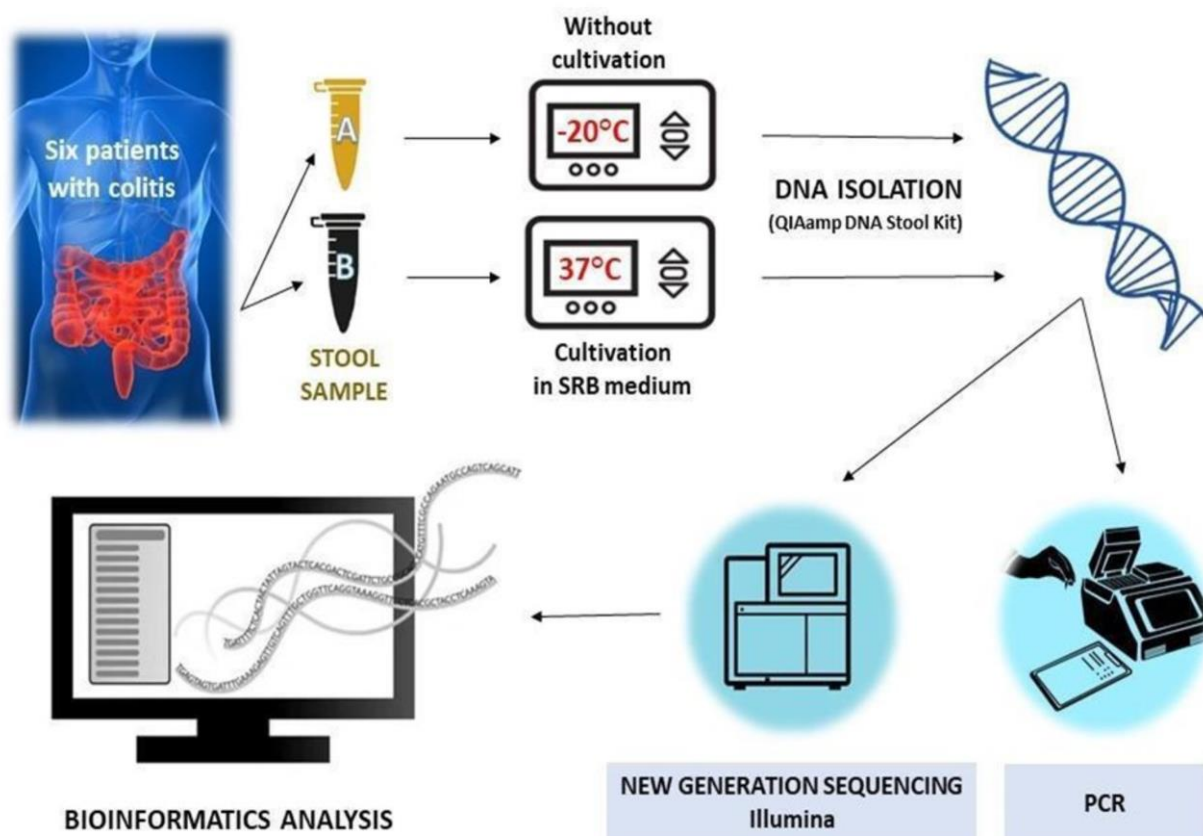 Without
cultivation
Six patients
with colitis
A
-20°C
DNA ISOLATION
(QIAamp DNA Stool Kit)
B
37°C
STOOL
SAMPLE
Cultivation
in SRB medium
BIOINFORMATICS ANALYSIS
NEW GENERATION SEQUENCING
Illumina
PCR